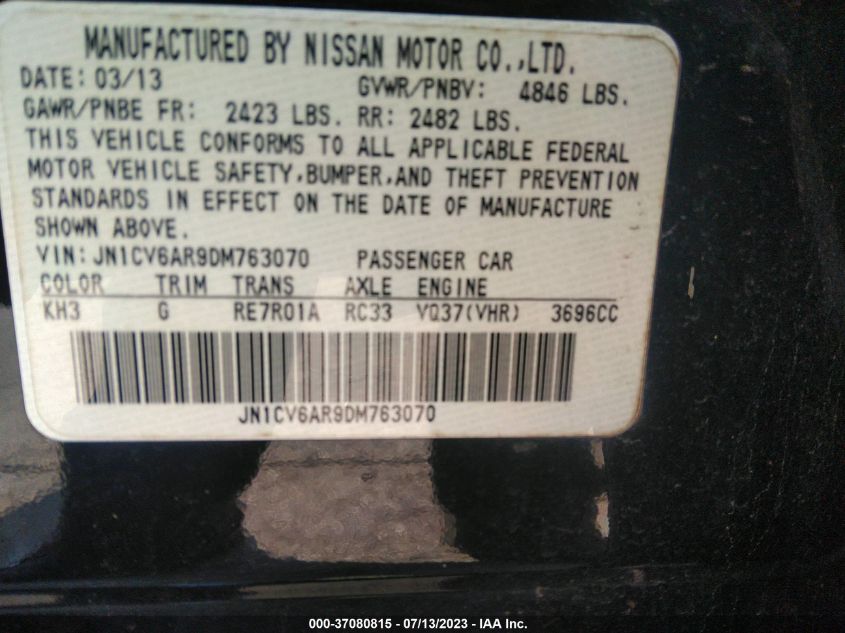 MANUFACTURED BY NISSAN MOTOR CO.,LTD.
DATE: 03/13 GVWR/PNBV: 4846 LBS.
GAWR/PNBE FR: 2423 LBS. RR: 2482 LBS.
THIS VEHICLE CONFORMS TO ALL APPLICABLE FEDERAL
MOTOR VEHICLE SAFETY,BUMPER,AND THEFT PREVENTION
STANDARDS IN EFFECT ON THE DATE OF MANUFACTURE
SHOWN ABOVE.
VIN: JN1CV6AR9DM763070 PASSENGER CAR
COLOR TRIM TRANS AXLE ENGINE
KH3 G RE7R01A RC33 VQ37(VHR) 3696CC
JN1CV6AR9DM763070
000-37080815 - 07/13/2023 - IAA Inc.